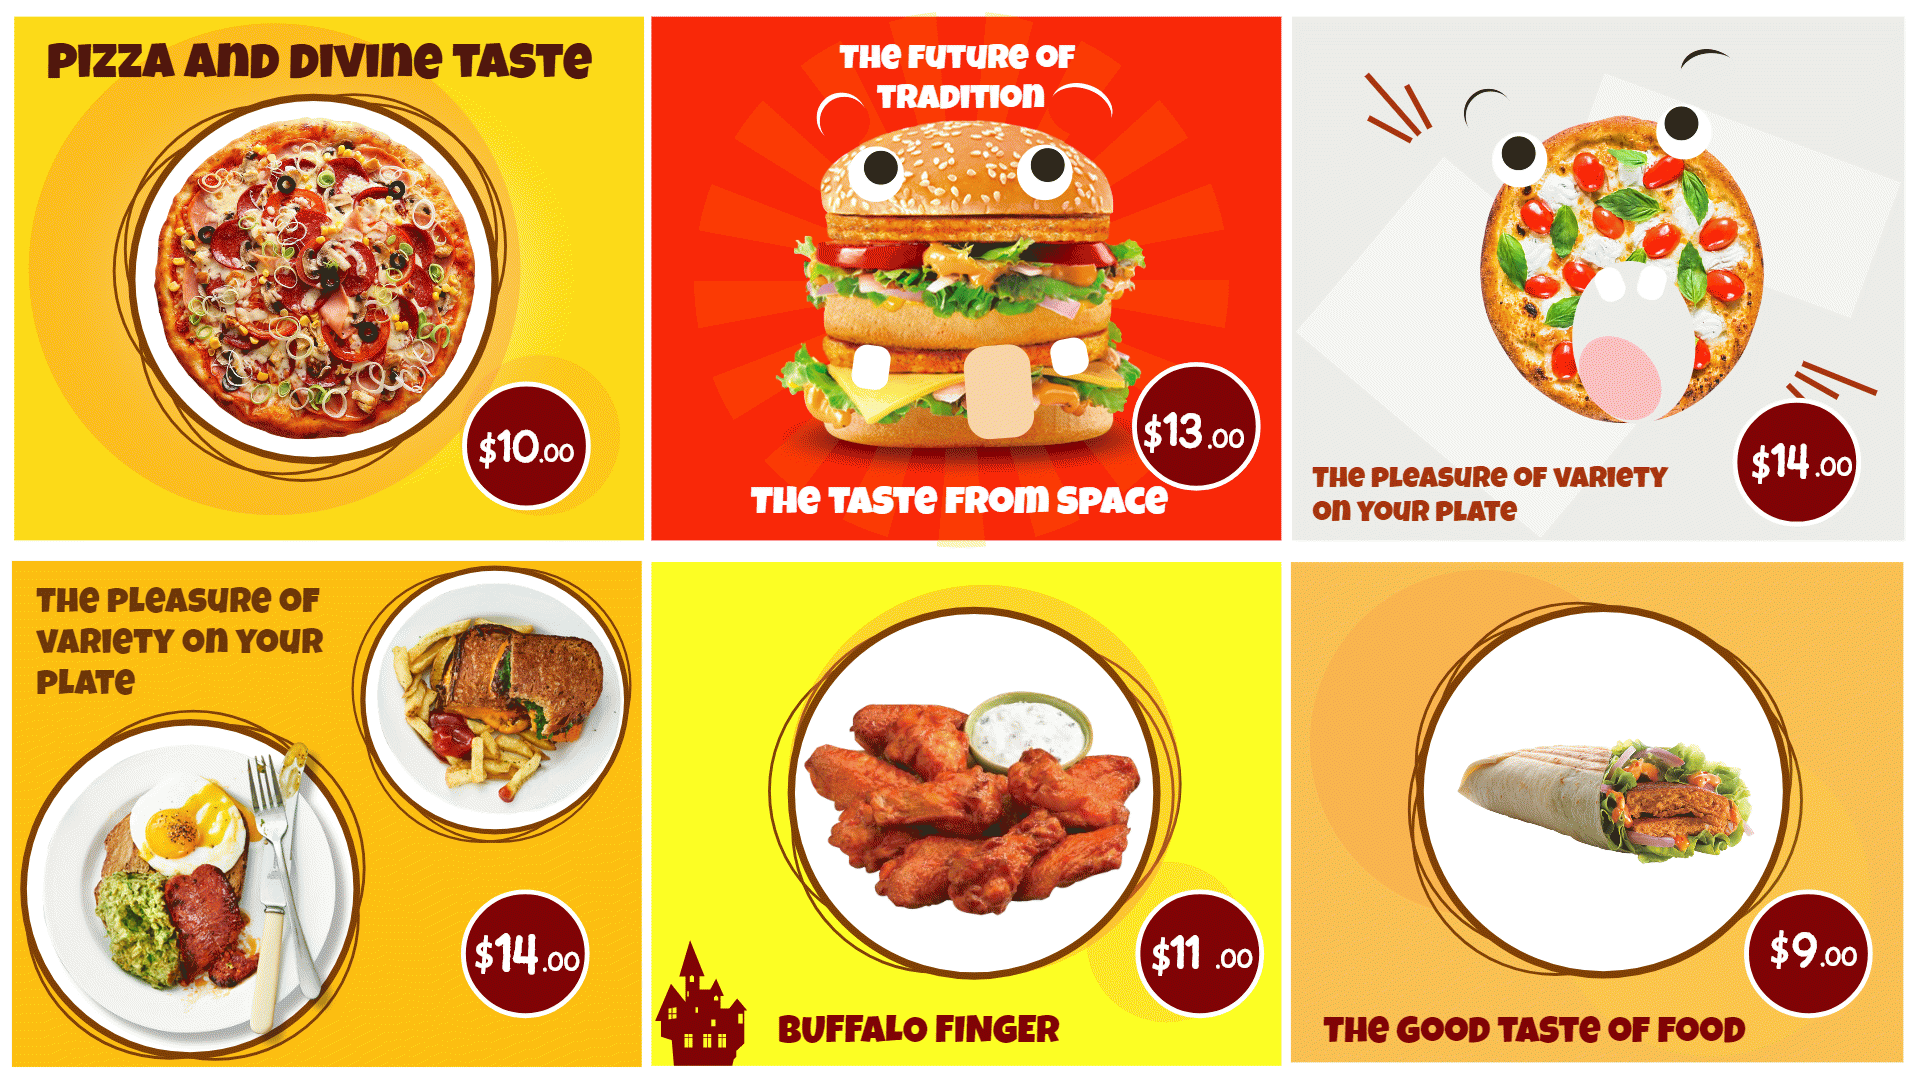 PIZZA AND DIVINE TASTE
$10.00
THE FUTURE OF
TRADITION
$13.00
THE TASTE FROM SPACE
THE PLEASURE OF VARIETY
ON YOUR PLATE
$14.00
THE PLEASURE OF
VARIETY ON YOUR
PLATE
$14.00
$11.00
BUFFALO FINGER
$9.00
THE GOOD TASTE OF FOOD